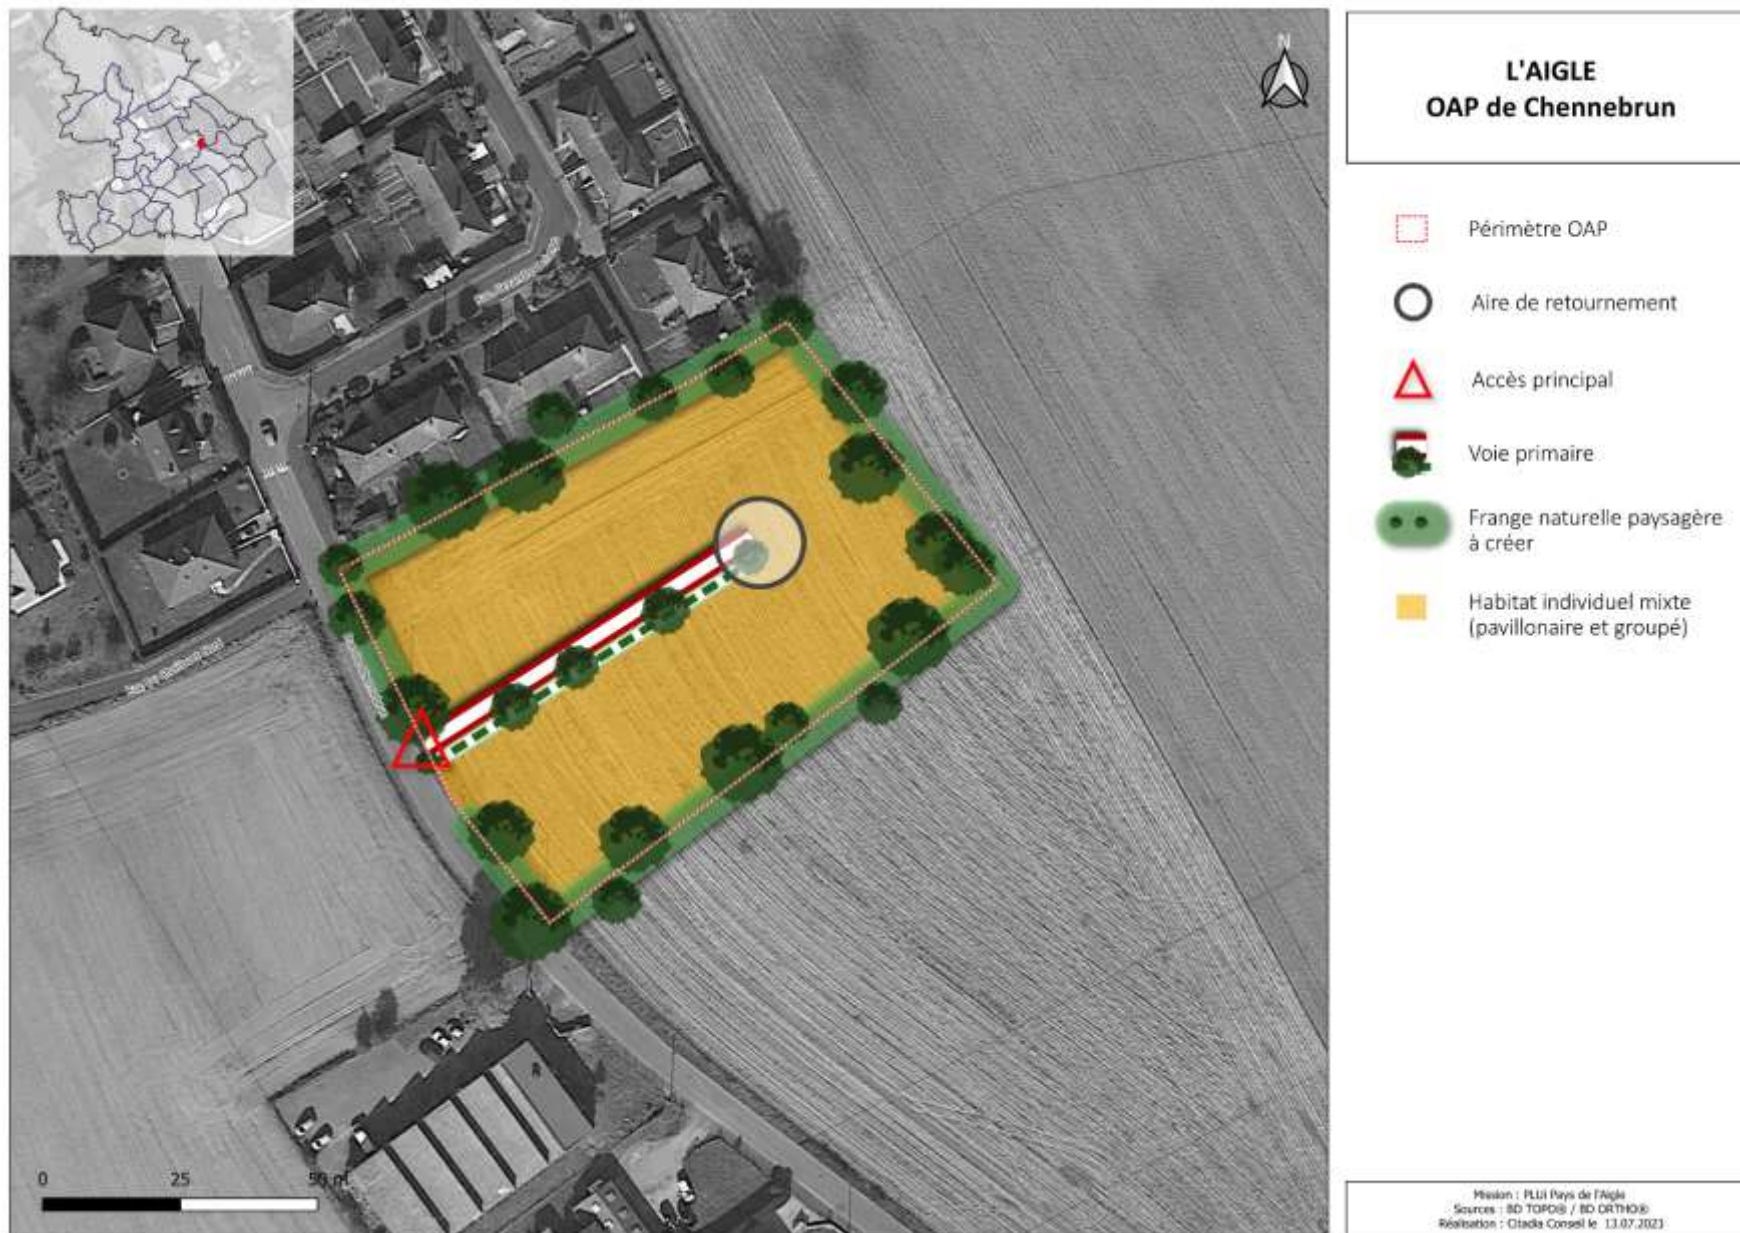 N
L'AIGLE
OAP de Chennebrun
Périmètre OAP
Aire de retournement
Accès principal
Voie primaire
Frange naturelle paysagère
à créer
Habitat individuel mixte
(pavillonaire et groupé)
0 25 50 m
Mission : PLUi Pays de l'Aigle
Sources : BD TOPO® / BD ORTHO®
Réalisation : Citadia Conseil le 13.07.2023